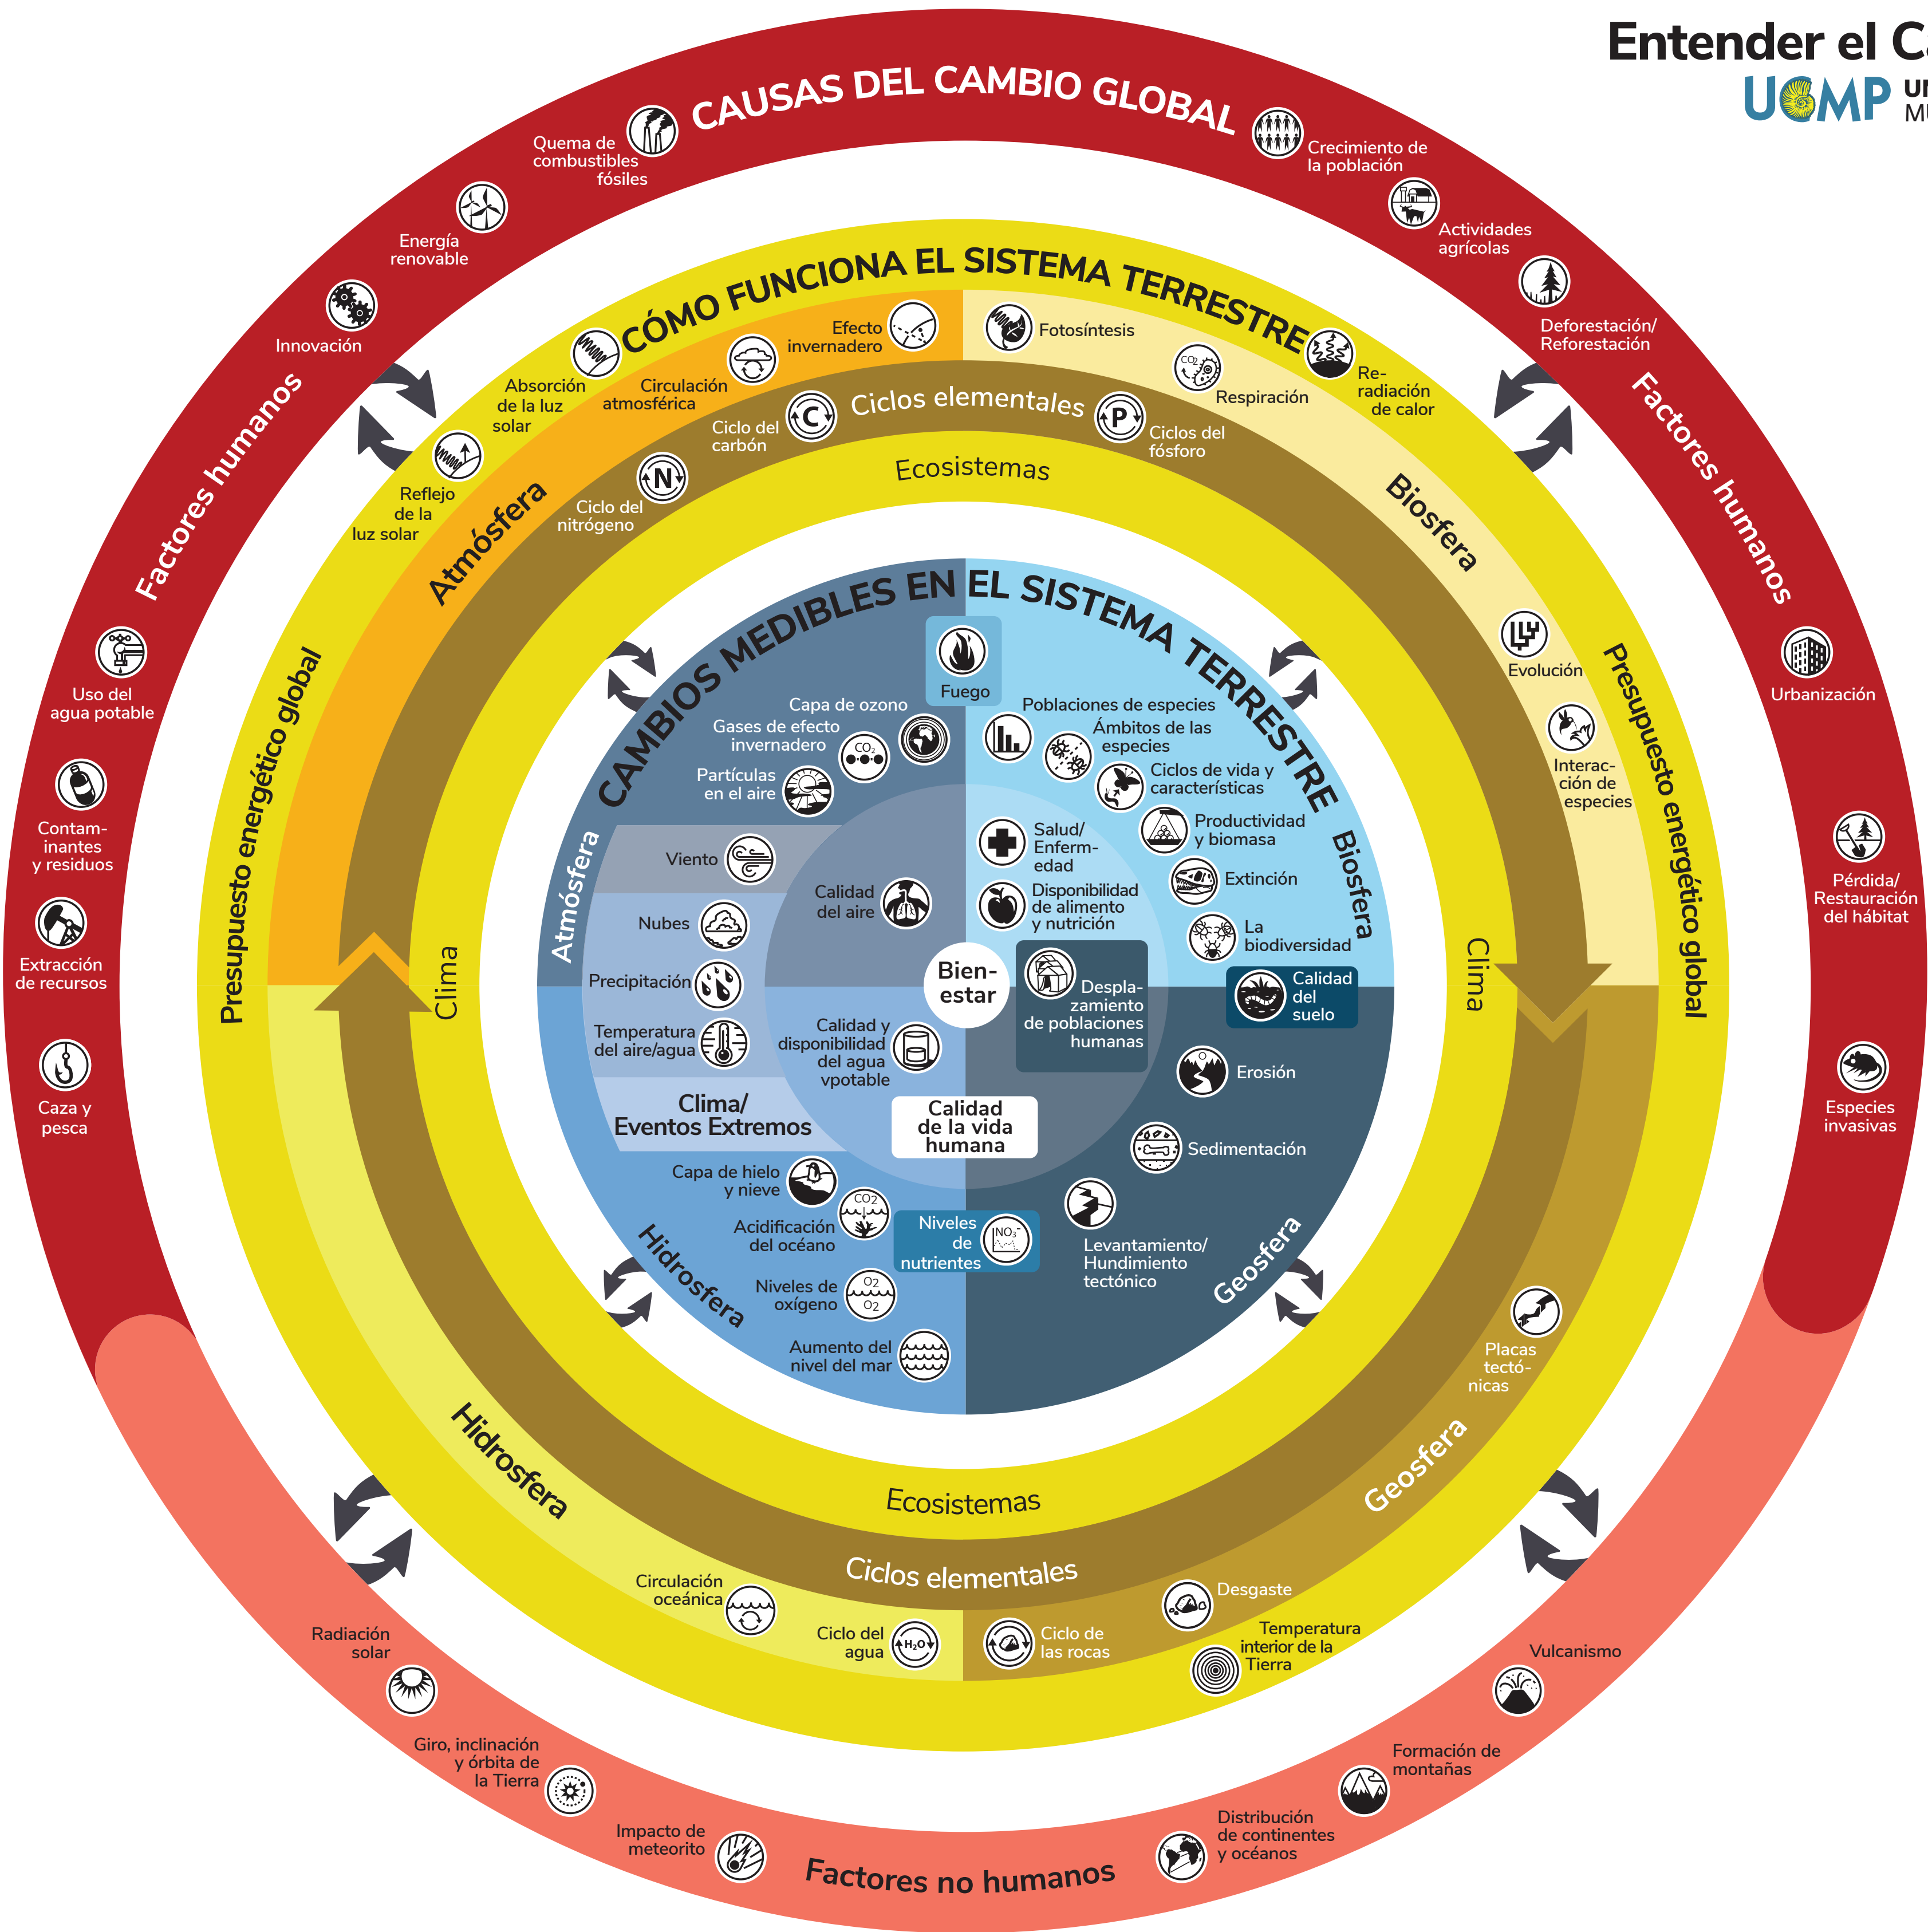 Entender el Ca
UCMP
UN
MU
CAUSAS DEL CAMBIO GLOBAL
Quema de
combustibles
fósiles
Energía
renovable
Innovación
Factores humanos
Uso del
agua potable
Contam-
inantes
y residuos
Extracción
de recursos
Caza y
pesca
Crecimiento de
la población
Actividades
agrícolas
Deforestación/
Reforestación
Factores humanos
Urbanización
Pérdida/
Restauración
del hábitat
Especies
invasivas
CÓMO FUNCIONA EL SISTEMA TERRESTRE
Absorción
de la luz
solar
Reflejo
de la
luz solar
Presupuesto energético global
Re-
radiación
de calor
Presupuesto energético global
Efecto
invernadero
Circulación
atmosférica
Atmósfera
Fotosíntesis
CO2
Respiración
Biosfera
Evolución
Interac-
ción de
especies
Ciclos elementales
C
Ciclo del
carbón
N
Ciclo del
nitrógeno
P
Ciclos del
fósforo
Ecosistemas
Clima
Clima
CAMBIOS MEDIBLES EN EL SISTEMA TERRESTRE
Fuego
Capa de ozono
Gases de efecto
invernadero
CO2
Partículas
en el aire
Atmósfera
Viento
Nubes
Precipitación
Temperatura
del aire/agua
Clima/
Eventos Extremos
Calidad
del aire
Poblaciones de especies
Ámbitos de las
especies
Ciclos de vida y
características
Productividad
y biomasa
Extinción
La
biodiversidad
Biosfera
Salud/
Enferm-
edad
Disponibilidad
de alimento
y nutrición
Bien-
estar
Despla-
zamiento
de poblaciones
humanas
Calidad
del
suelo
Calidad y
disponibilidad
del agua
vpotable
Calidad
de la vida
humana
Erosión
Sedimentación
Levantamiento/
Hundimiento
tectónico
Geosfera
Capa de hielo
y nieve
CO2
Acidificación
del océano
Niveles
de
nutrientes
NO3-
Niveles de
oxígeno
O2
O2
Aumento del
nivel del mar
Hidrosfera
Ecosistemas
Ciclos elementales
Hidrosfera
Circulación
oceánica
Ciclo del
agua
H2O
Geosfera
Placas
tectó-
nicas
Desgaste
Ciclo de
las rocas
Temperatura
interior de la
Tierra
Radiación
solar
Giro, inclinación
y órbita de
la Tierra
Impacto de
meteorito
Factores no humanos
Distribución
de continentes
y océanos
Formación de
montañas
Vulcanismo